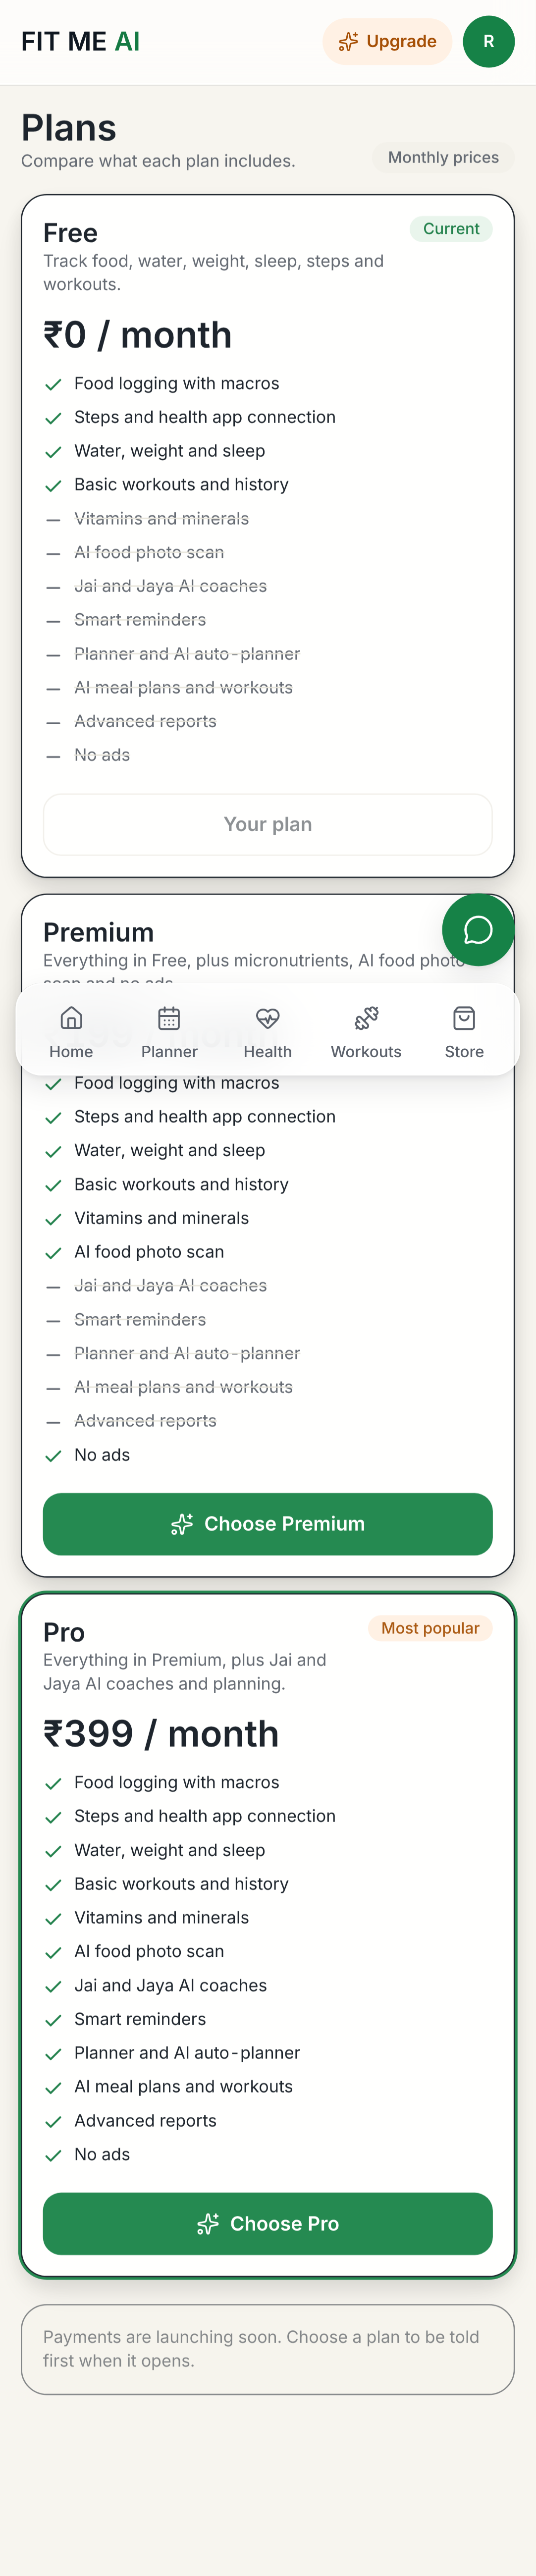 FIT ME AI
Upgrade
R
Plans
Compare what each plan includes.
Monthly prices
Free
Current
Track food, water, weight, sleep, steps and
workouts.
₹0 / month
Food logging with macros
Steps and health app connection
Water, weight and sleep
Basic workouts and history
Vitamins and minerals
AI food photo scan
Jai and Jaya AI coaches
Smart reminders
Planner and AI auto-planner
AI meal plans and workouts
Advanced reports
No ads
Your plan
Premium
Everything in Free, plus micronutrients, AI food photo
scan and no ads.
Home
Planner
Health
Workouts
Store
Food logging with macros
Steps and health app connection
Water, weight and sleep
Basic workouts and history
Vitamins and minerals
AI food photo scan
Jai and Jaya AI coaches
Smart reminders
Planner and AI auto-planner
AI meal plans and workouts
Advanced reports
No ads
Choose Premium
Pro
Most popular
Everything in Premium, plus Jai and
Jaya AI coaches and planning.
₹399 / month
Food logging with macros
Steps and health app connection
Water, weight and sleep
Basic workouts and history
Vitamins and minerals
AI food photo scan
Jai and Jaya AI coaches
Smart reminders
Planner and AI auto-planner
AI meal plans and workouts
Advanced reports
No ads
Choose Pro
Payments are launching soon. Choose a plan to be told
first when it opens.